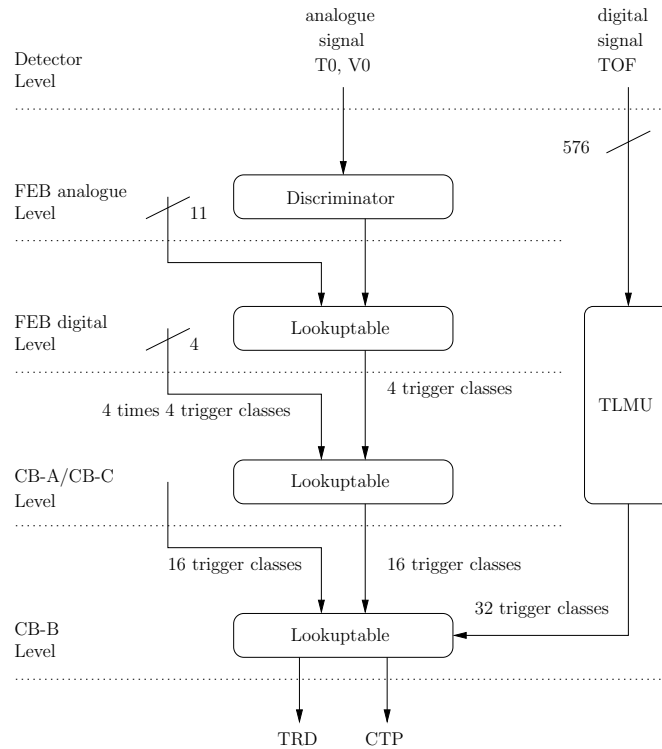 analogue
signal
T0, V0
digital
signal
TOF
Detector
Level
576
FEB analogue
Level
11
Discriminator
FEB digital
Level
4
Lookuptable
4 trigger classes
4 times 4 trigger classes
TLMU
CB-A/CB-C
Level
Lookuptable
16 trigger classes
16 trigger classes
32 trigger classes
CB-B
Level
Lookuptable
TRD
CTP